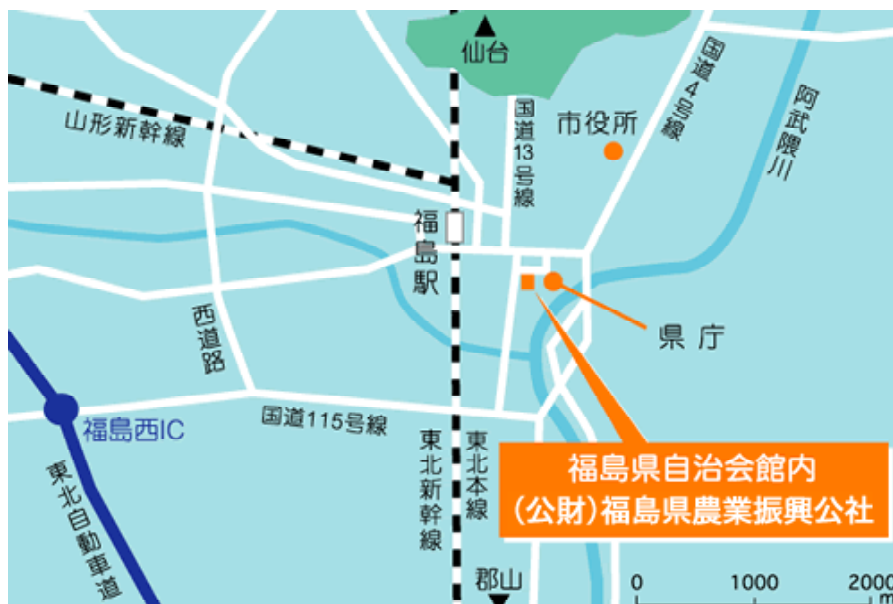 仙台
国道4号線
山形新幹線
国道13号線
市役所
阿武隈川
福島駅
西道路
県庁
福島西IC
国道115号線
東北新幹線
東北本線
福島県自治会館内
(公財)福島県農業振興公社
東北自動車道
郡山
0 1000 2000
m